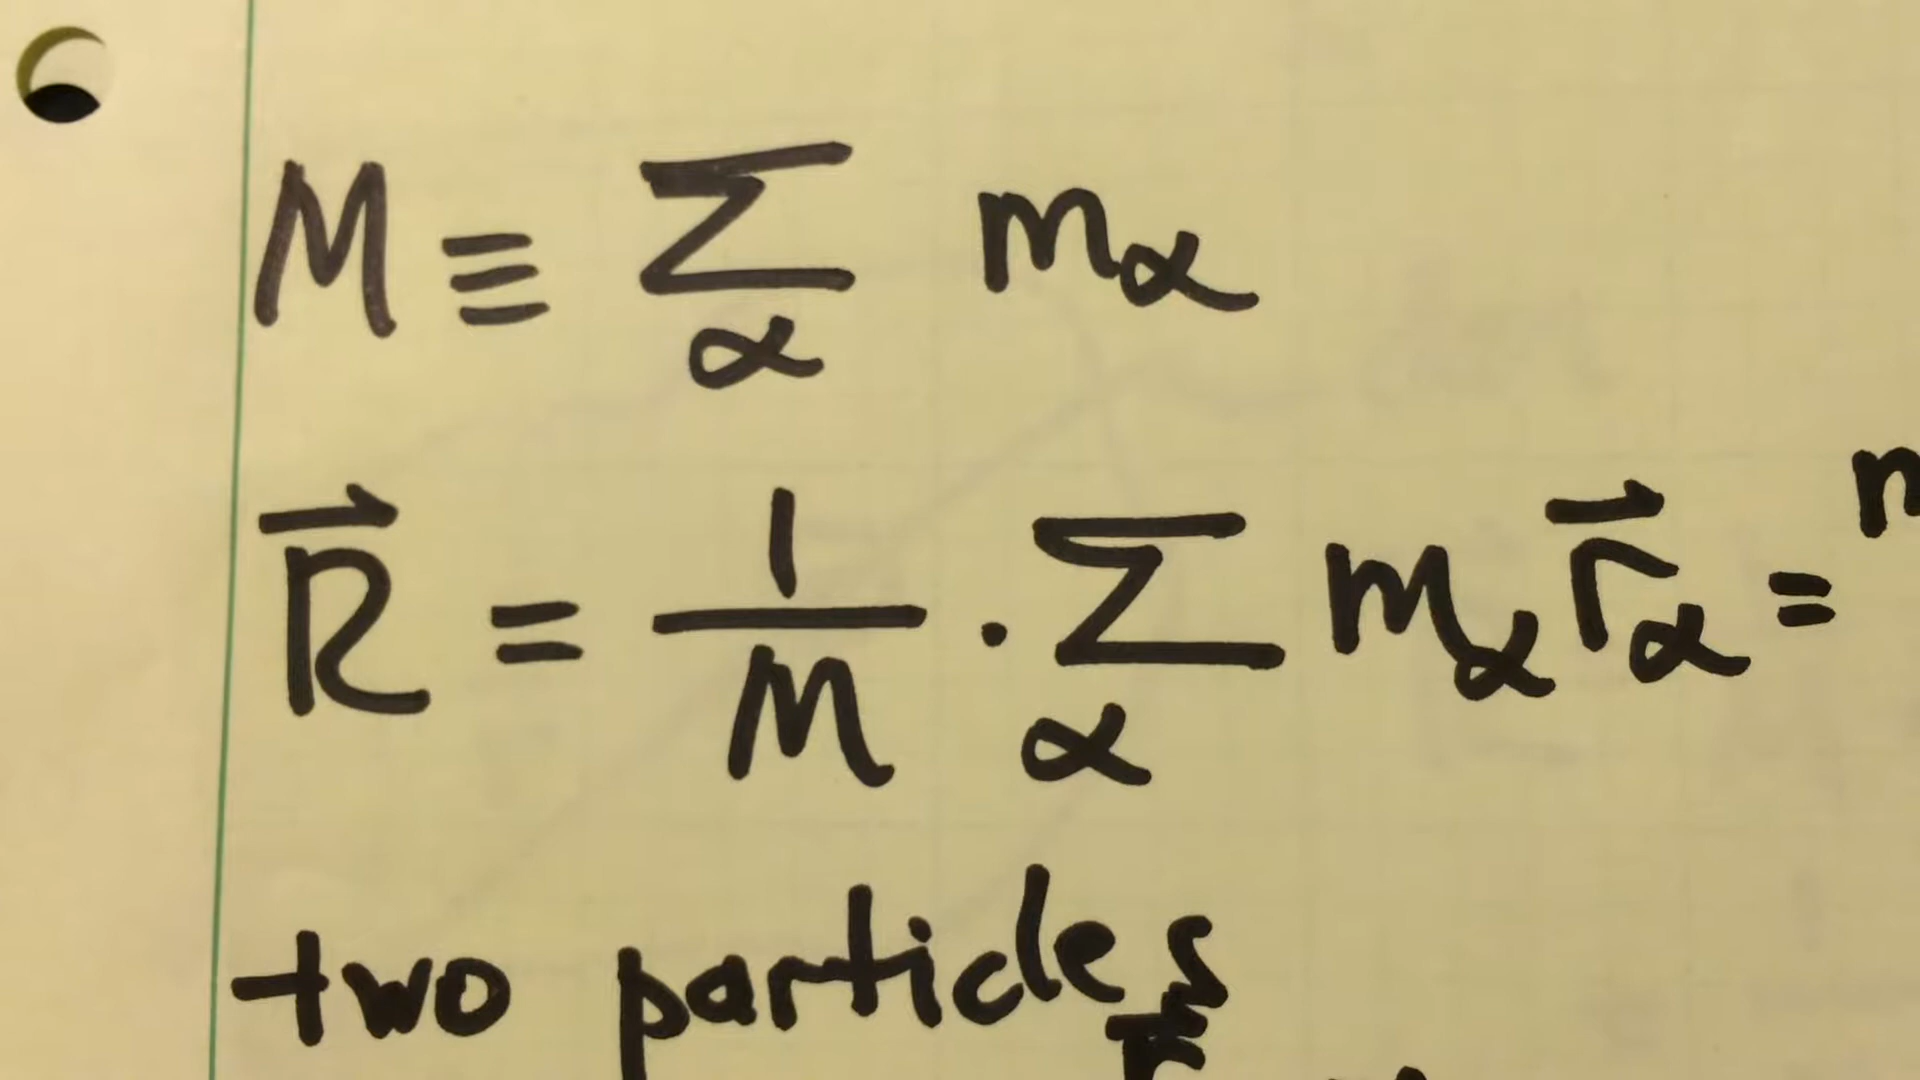 M ≡ Σ_α m_α
R⃗ = 1/M · Σ_α m_α r⃗_α =
two particles